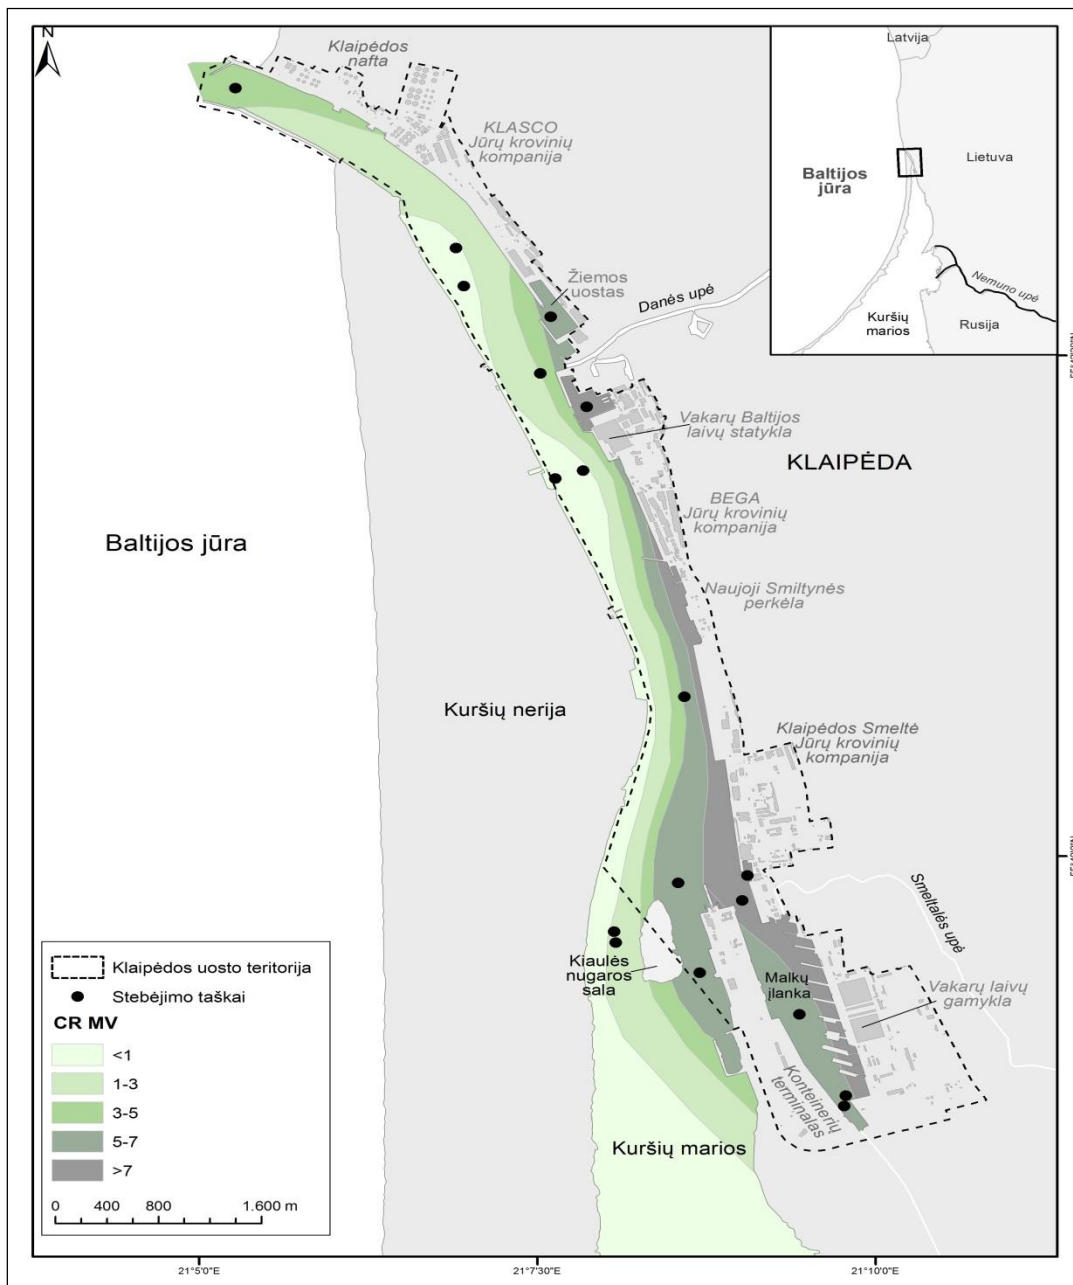 N
Klaipėdos
nafta
KLASCO
Jūrų krovinių
kompanija
Žiemos
uostas
Danės upė
Latvija
Baltijos
jūra
Lietuva
Nemuno upė
Kuršių
marios
Rusija
Vakarų Baltijos
laivų statykla
KLAIPĖDA
BEGA
Jūrų krovinių
kompanija
Baltijos jūra
Naujoji Smiltynės
perkėla
Kuršių nerija
Klaipėdos Smeltė
Jūrų krovinių
kompanija
Smeltalės upė
Kiaulės
nugaros
sala
Malkų
įlanka
Vakarų laivų
gamykla
Konteinerių
terminalas
Kuršių marios
Klaipėdos uosto teritorija
Stebėjimo taškai
CR MV
<1
1-3
3-5
5-7
>7
0 400 800 1.600 m
21°5'0"E 21°7'30"E 21°10'0"E